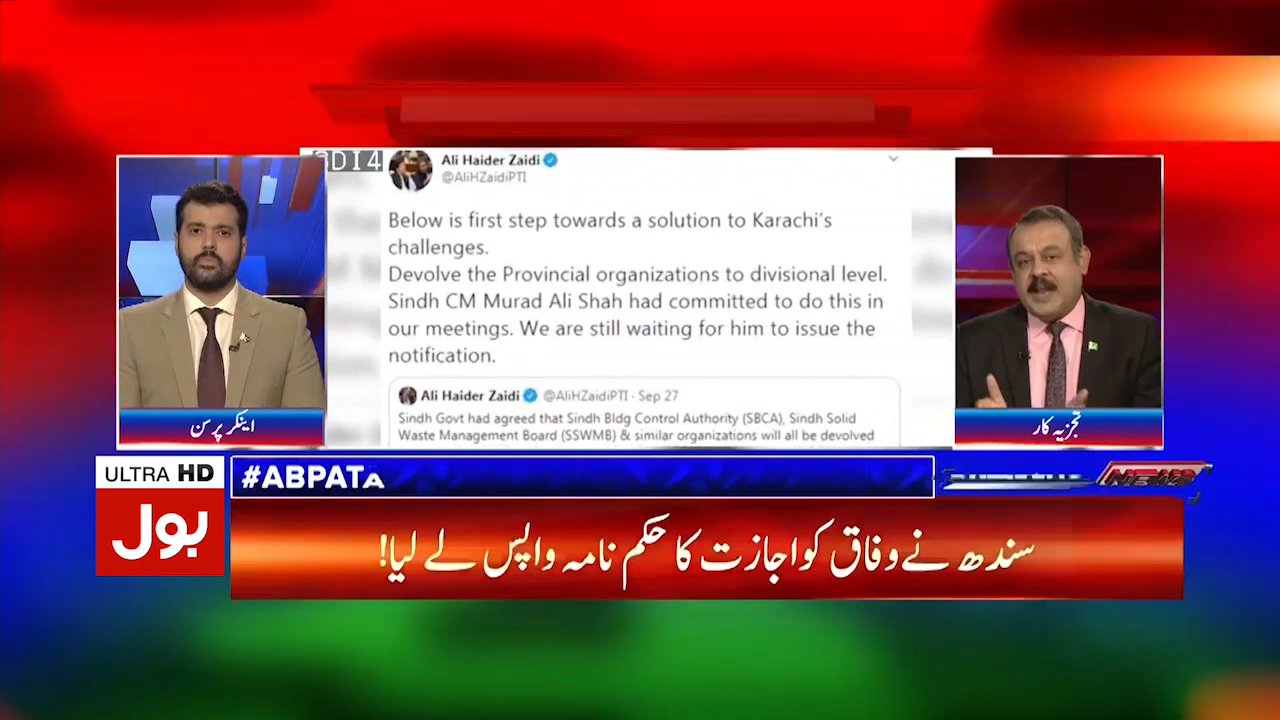 Ali Haider Zaidi
@AliHZaidiPTI
Below is first step towards a solution to Karachi's
challenges.
Devolve the Provincial organizations to divisional level.
Sindh CM Murad Ali Shah had committed to do this in
our meetings. We are still waiting for him to issue the
notification.
Ali Haider Zaidi @AliHZaidiPTI · Sep 27
Sindh Govt had agreed that Sindh Bldg Control Authority (SBCA), Sindh Solid
Waste Management Board (SSWMB) & similar organizations will all be devolved
اینکر پرسن
تجزیہ کار
ULTRA HD
بول
#ABPATA
NEWS
سندھ نے وفاق کو اجازت کا حکم نامہ واپس لے لیا!